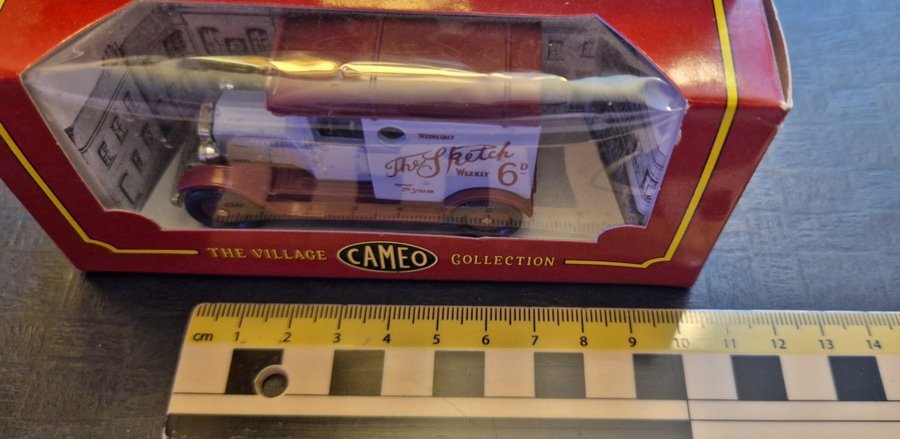 WEDNESDAY
The Sketch
WEEKLY 6D
THE VILLAGE CAMEO COLLECTION
cm 1 2 3 4 5 6 7 8 9 10 11 12 13 14